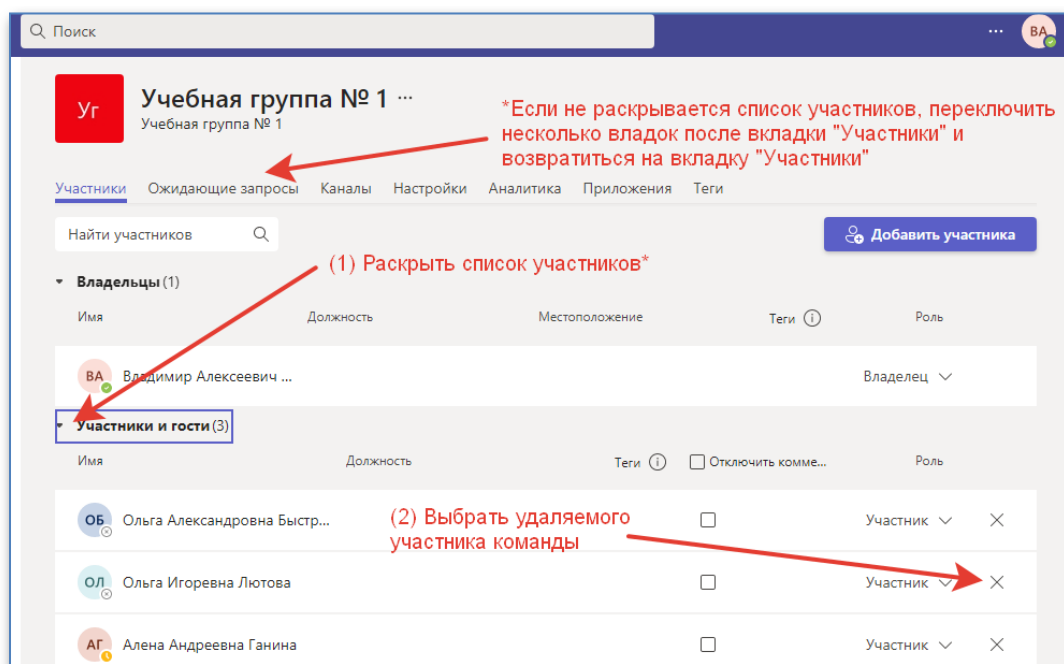 Поиск
...
ВА
Уг
Учебная группа № 1 ...
Учебная группа № 1
*Если не раскрывается список участников, переключить
несколько владок после вкладки "Участники" и
возвратиться на вкладку "Участники"
Участники Ожидающие запросы Каналы Настройки Аналитика Приложения Теги
Найти участников
Добавить участника
(1) Раскрыть список участников*
Владельцы (1)
Имя Должность Местоположение Теги Роль
ВА Владимир Алексеевич ... Владелец
Участники и гости (3)
Имя Должность Теги Отключить комме... Роль
ОБ Ольга Александровна Быстр... Участник
(2) Выбрать удаляемого
участника команды
ОЛ Ольга Игоревна Лютова Участник
АГ Алена Андреевна Ганина Участник